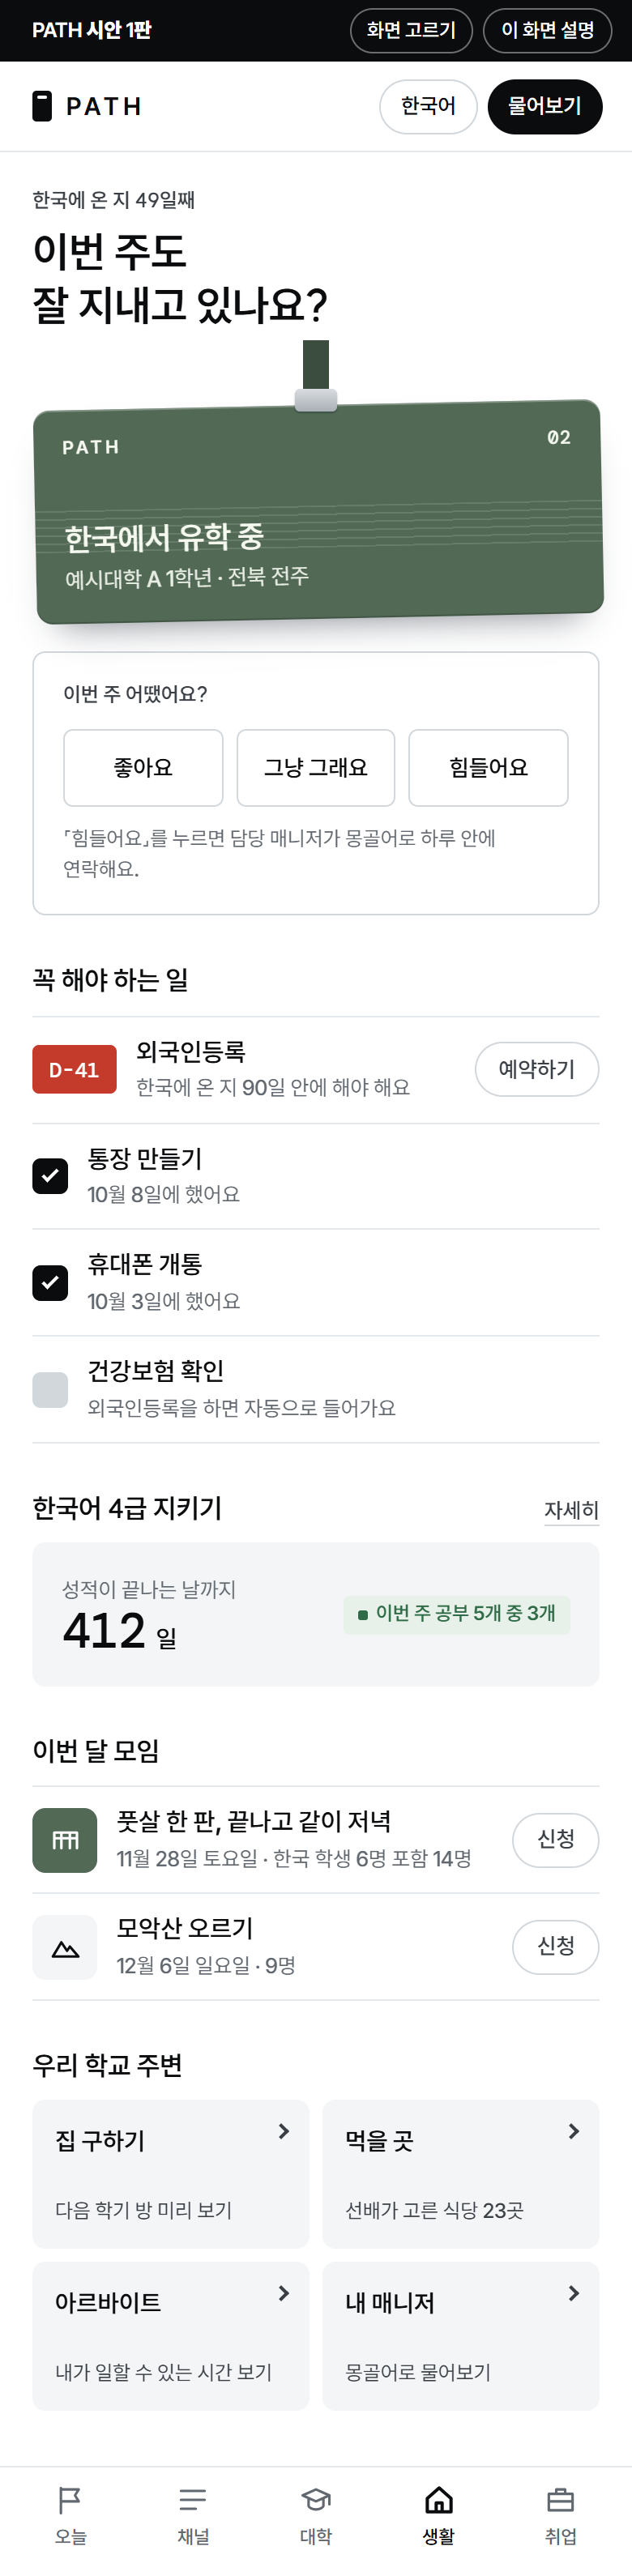 PATH 시안 1판
화면 고르기
이 화면 설명
PATH
한국어
물어보기
한국에 온 지 49일째
이번 주도
잘 지내고 있나요?
PATH
02
한국에서 유학 중
예시대학 A 1학년 · 전북 전주
이번 주 어땠어요?
좋아요
그냥 그래요
힘들어요
「힘들어요」를 누르면 담당 매니저가 몽골어로 하루 안에
연락해요.
꼭 해야 하는 일
D-41
외국인등록
한국에 온 지 90일 안에 해야 해요
예약하기
통장 만들기
10월 8일에 했어요
휴대폰 개통
10월 3일에 했어요
건강보험 확인
외국인등록을 하면 자동으로 들어가요
한국어 4급 지키기
자세히
성적이 끝나는 날까지
412 일
이번 주 공부 5개 중 3개
이번 달 모임
풋살 한 판, 끝나고 같이 저녁
11월 28일 토요일 · 한국 학생 6명 포함 14명
신청
모악산 오르기
12월 6일 일요일 · 9명
신청
우리 학교 주변
집 구하기
다음 학기 방 미리 보기
먹을 곳
선배가 고른 식당 23곳
아르바이트
내가 일할 수 있는 시간 보기
내 매니저
몽골어로 물어보기
오늘
채널
대학
생활
취업